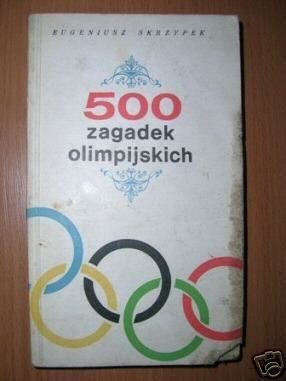 EUGENIUSZ SKRZYPEK
500
zagadek
olimpijskich